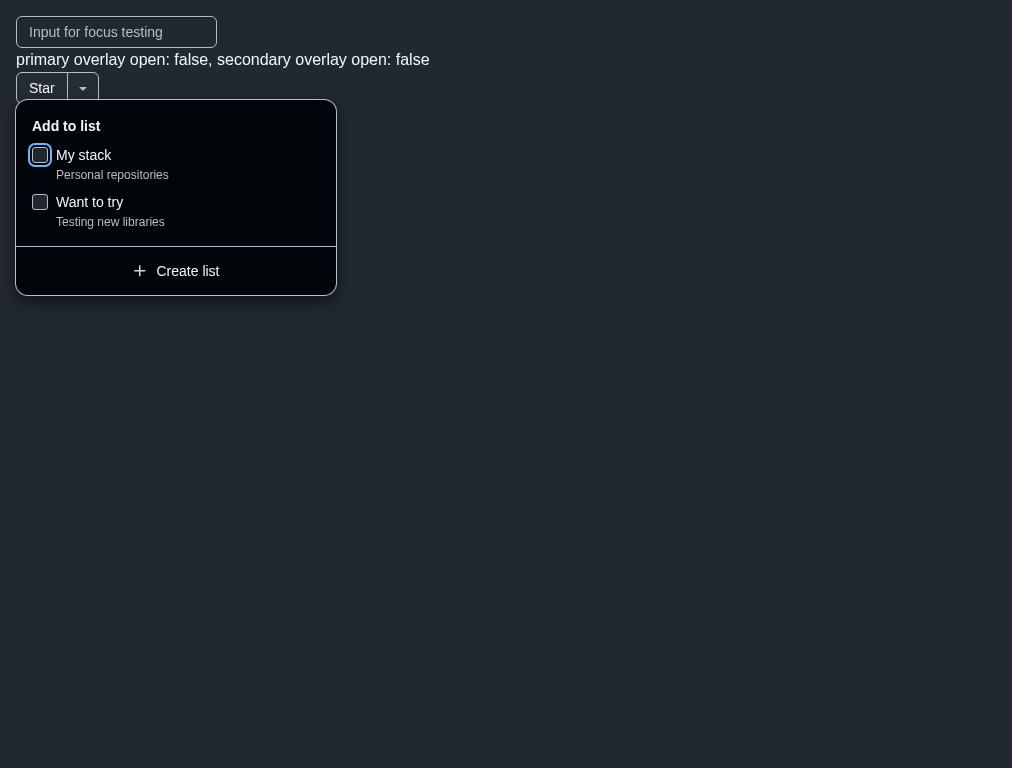 Input for focus testing
primary overlay open: false, secondary overlay open: false
Star
Add to list
My stack
Personal repositories
Want to try
Testing new libraries
Create list